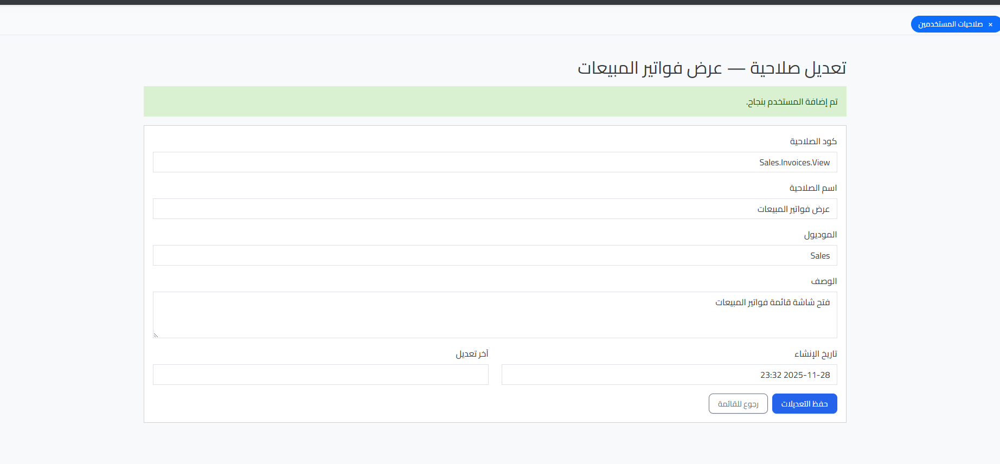 × صلاحيات المستخدمين
تعديل صلاحية — عرض فواتير المبيعات
تم إضافة المستخدم بنجاح.
كود الصلاحية
Sales.Invoices.View
اسم الصلاحية
عرض فواتير المبيعات
الموديول
Sales
الوصف
فتح شاشة قائمة فواتير المبيعات
تاريخ الإنشاء
23:32 2025-11-28
آخر تعديل
حفظ التعديلات
رجوع للقائمة